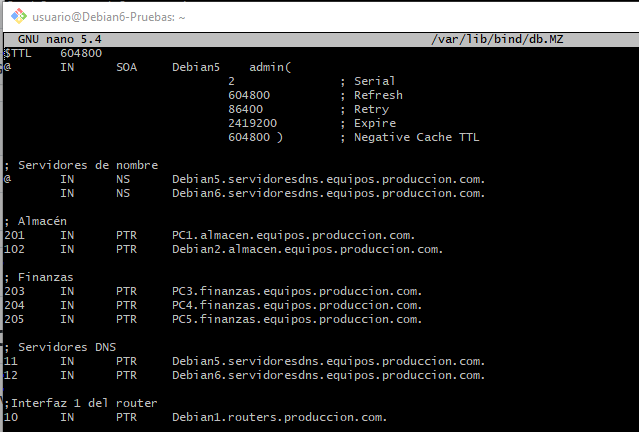 usuario@Debian6-Pruebas: ~
GNU nano 5.4 /var/lib/bind/db.MZ
$TTL 604800
@ IN SOA Debian5 admin(
2 ; Serial
604800 ; Refresh
86400 ; Retry
2419200 ; Expire
604800 ) ; Negative Cache TTL
; Servidores de nombre
@ IN NS Debian5.servidoresdns.equipos.produccion.com.
IN NS Debian6.servidoresdns.equipos.produccion.com.
; Almacén
201 IN PTR PC1.almacen.equipos.produccion.com.
102 IN PTR Debian2.almacen.equipos.produccion.com.
; Finanzas
203 IN PTR PC3.finanzas.equipos.produccion.com.
204 IN PTR PC4.finanzas.equipos.produccion.com.
205 IN PTR PC5.finanzas.equipos.produccion.com.
; Servidores DNS
11 IN PTR Debian5.servidoresdns.equipos.produccion.com.
12 IN PTR Debian6.servidoresdns.equipos.produccion.com.
;Interfaz 1 del router
10 IN PTR Debian1.routers.produccion.com.